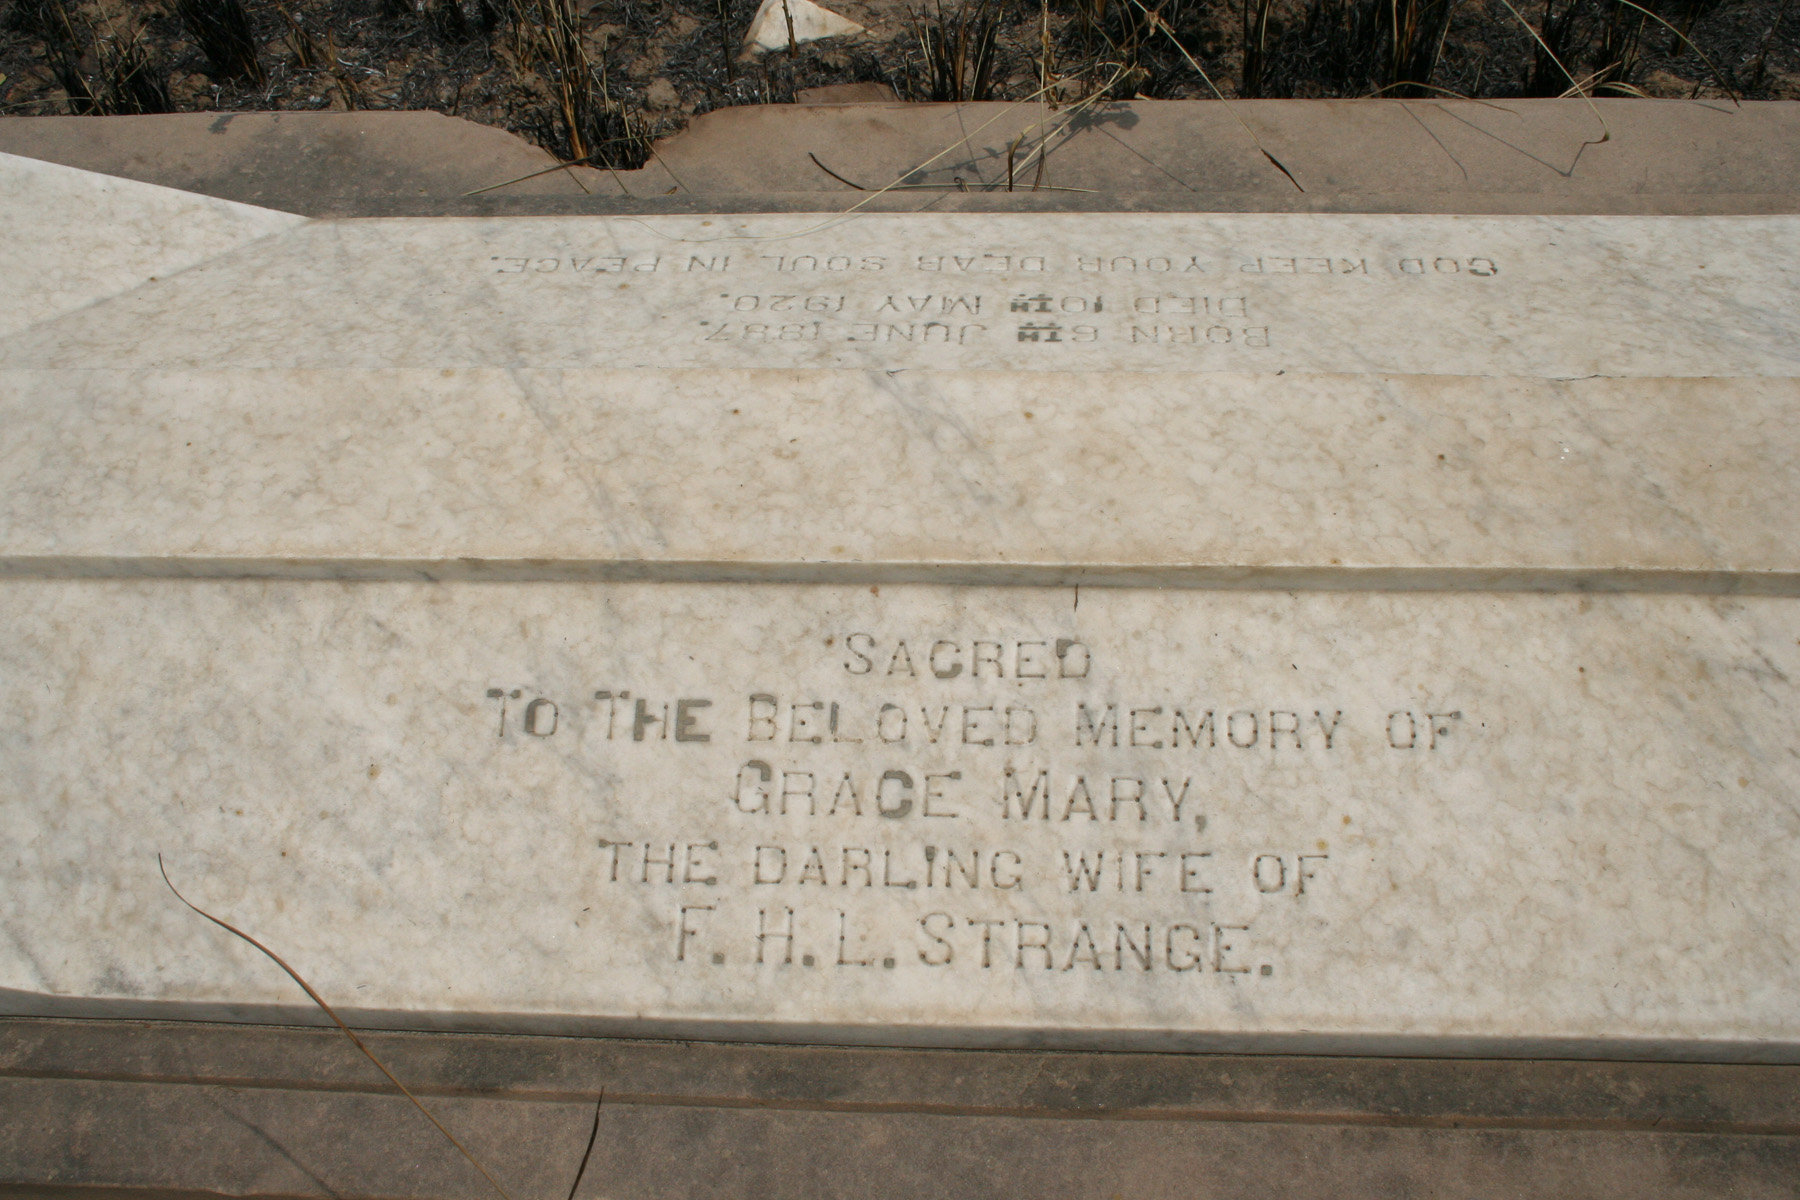 SACRED
TO THE BELOVED MEMORY OF
GRACE MARY,
THE DARLING WIFE OF
F. H. L. STRANGE.
BORN 6TH JUNE 1887.
DIED 10TH MAY 1920.
GOD KEEP YOUR DEAR SOUL IN PEACE.